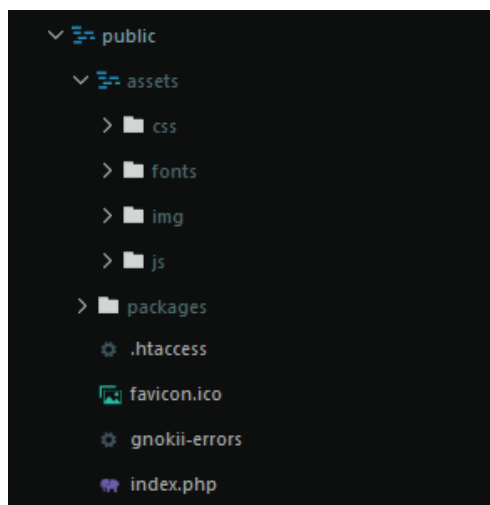 public
assets
css
fonts
img
js
packages
.htaccess
favicon.ico
gnokii-errors
index.php